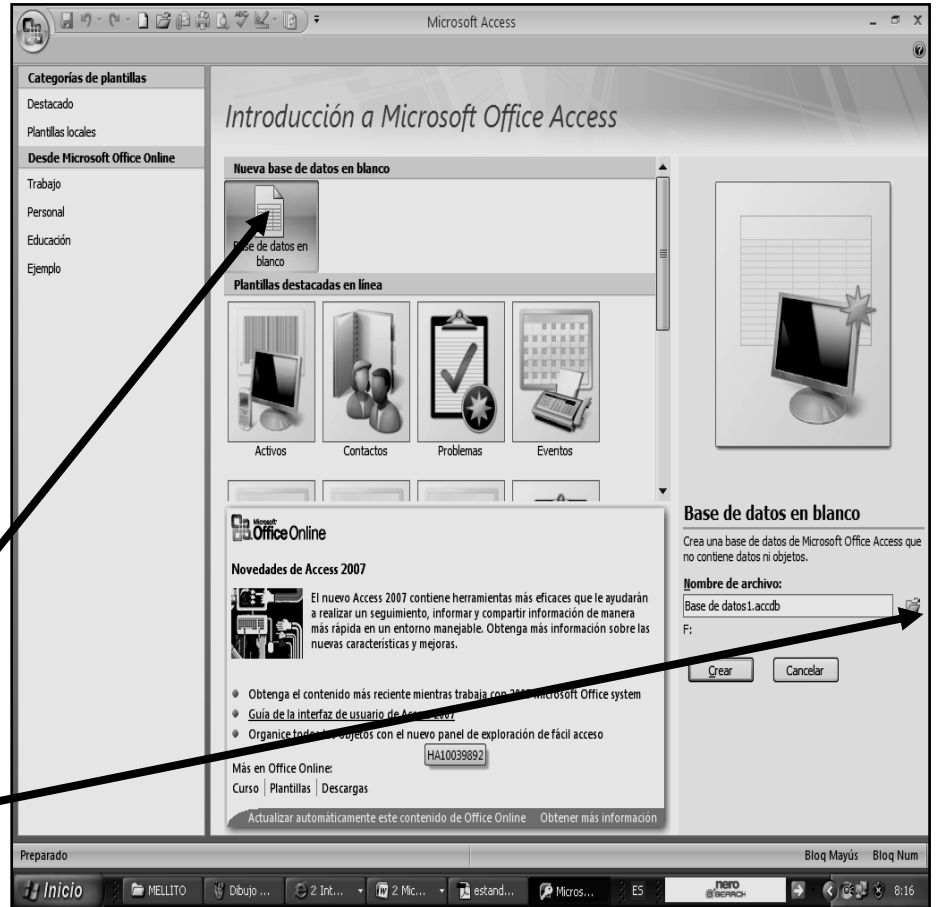 Microsoft Access
Categorías de plantillas
Destacado
Plantillas locales
Desde Microsoft Office Online
Trabajo
Personal
Educación
Ejemplo
Introducción a Microsoft Office Access
Nueva base de datos en blanco
Base de datos en
blanco
Plantillas destacadas en línea
Activos
Contactos
Problemas
Eventos
Microsoft
Office Online
Novedades de Access 2007
El nuevo Access 2007 contiene herramientas más eficaces que le ayudarán
a realizar un seguimiento, informar y compartir información de manera
más rápida en un entorno manejable. Obtenga más información sobre las
nuevas características y mejoras.
Obtenga el contenido más reciente mientras trabaja con 2007 Microsoft Office system
Guía de la interfaz de usuario de Access 2007
Organice todos los objetos con el nuevo panel de exploración de fácil acceso
HA10039892
Más en Office Online:
Curso | Plantillas | Descargas
Actualizar automáticamente este contenido de Office Online Obtener más información
Base de datos en blanco
Crea una base de datos de Microsoft Office Access que
no contiene datos ni objetos.
Nombre de archivo:
Base de datos1.accdb
F:
Crear Cancelar
Preparado Bloq Mayús Bloq Num
Inicio MELLITO Dibujo ... 2 Int... 2 Mic... estand... Micros... ES nero SEARCH 8:16